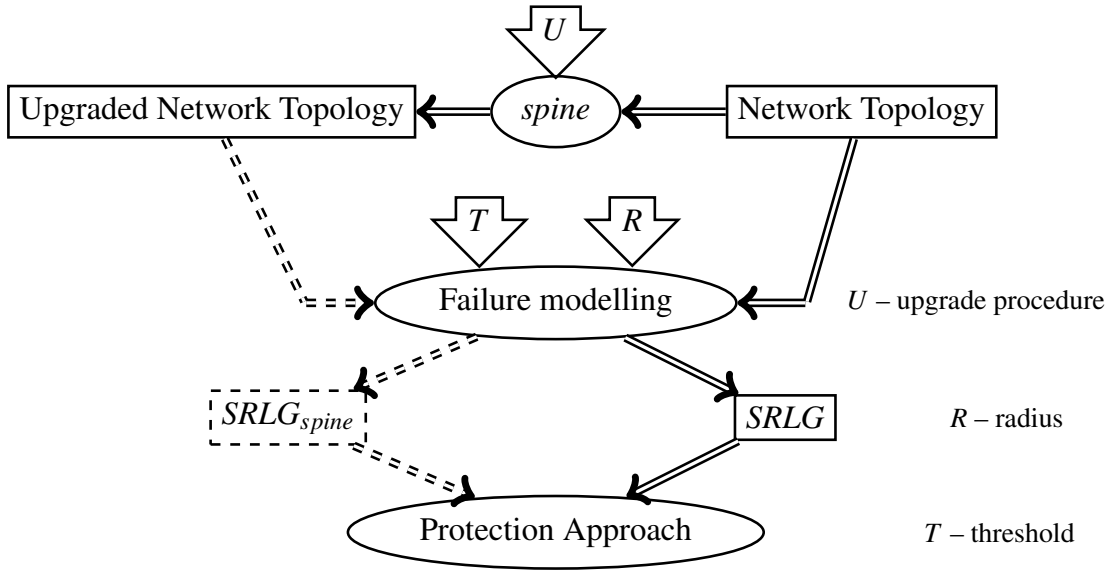 U
Upgraded Network Topology
spine
Network Topology
T
R
Failure modelling
U – upgrade procedure
SRLG_spine
SRLG
R – radius
Protection Approach
T – threshold